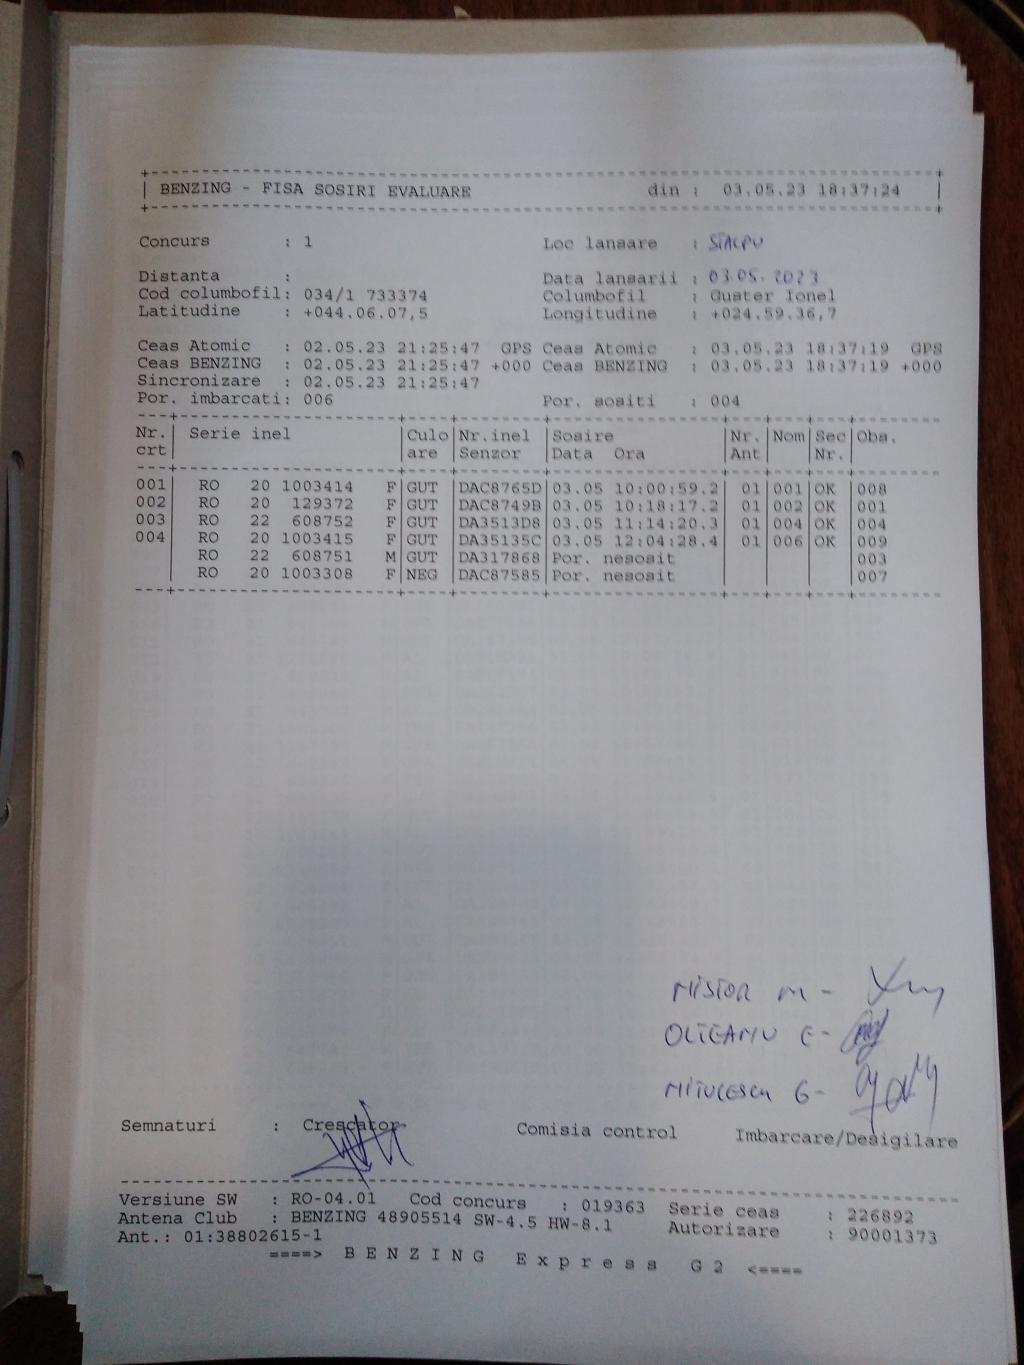 BENZING - FISA SOSIRI EVALUARE din : 03.05.23 18:37:24
Concurs : 1 Loc lansare : STALPU
Distanta : Data lansarii : 03.05.2023
Cod columbofil: 034/1 733374 Columbofil : Guster Ionel
Latitudine : +044.06.07,5 Longitudine : +024.59.36,7
Ceas Atomic : 02.05.23 21:25:47 GPS Ceas Atomic : 03.05.23 18:37:19 GPS
Ceas BENZING : 02.05.23 21:25:47 +000 Ceas BENZING : 03.05.23 18:37:19 +000
Sincronizare : 02.05.23 21:25:47
Por. imbarcati: 006 Por. sositi : 004
Nr. | Serie inel | Culo | Nr.inel | Sosire | Nr. | Nom | Sec | Obs.
crt | | are | Senzor | Data Ora | Ant | | Nr. |
001 | RO 20 1003414 F | GUT | DAC8765D | 03.05 10:00:59.2 | 01 | 001 | OK | 008
002 | RO 20 129372 F | GUT | DAC8749B | 03.05 10:18:17.2 | 01 | 002 | OK | 001
003 | RO 22 608752 F | GUT | DA3513D8 | 03.05 11:14:20.3 | 01 | 004 | OK | 004
004 | RO 20 1003415 F | GUT | DA35135C | 03.05 12:04:28.4 | 01 | 006 | OK | 009
RO 22 608751 M | GUT | DA317868 | Por. nesosit | | | | 003
RO 20 1003308 F | NEG | DAC87585 | Por. nesosit | | | | 007
NISTOR M -
OLTEANU C -
MITUCESCU G -
Semnaturi : Crescator Comisia control Imbarcare/Desigilare
Versiune SW : RO-04.01 Cod concurs : 019363 Serie ceas : 226892
Antena Club : BENZING 48905514 SW-4.5 HW-8.1 Autorizare : 90001373
Ant.: 01:38802615-1
====> B E N Z I N G E x p r e s s G 2 <====